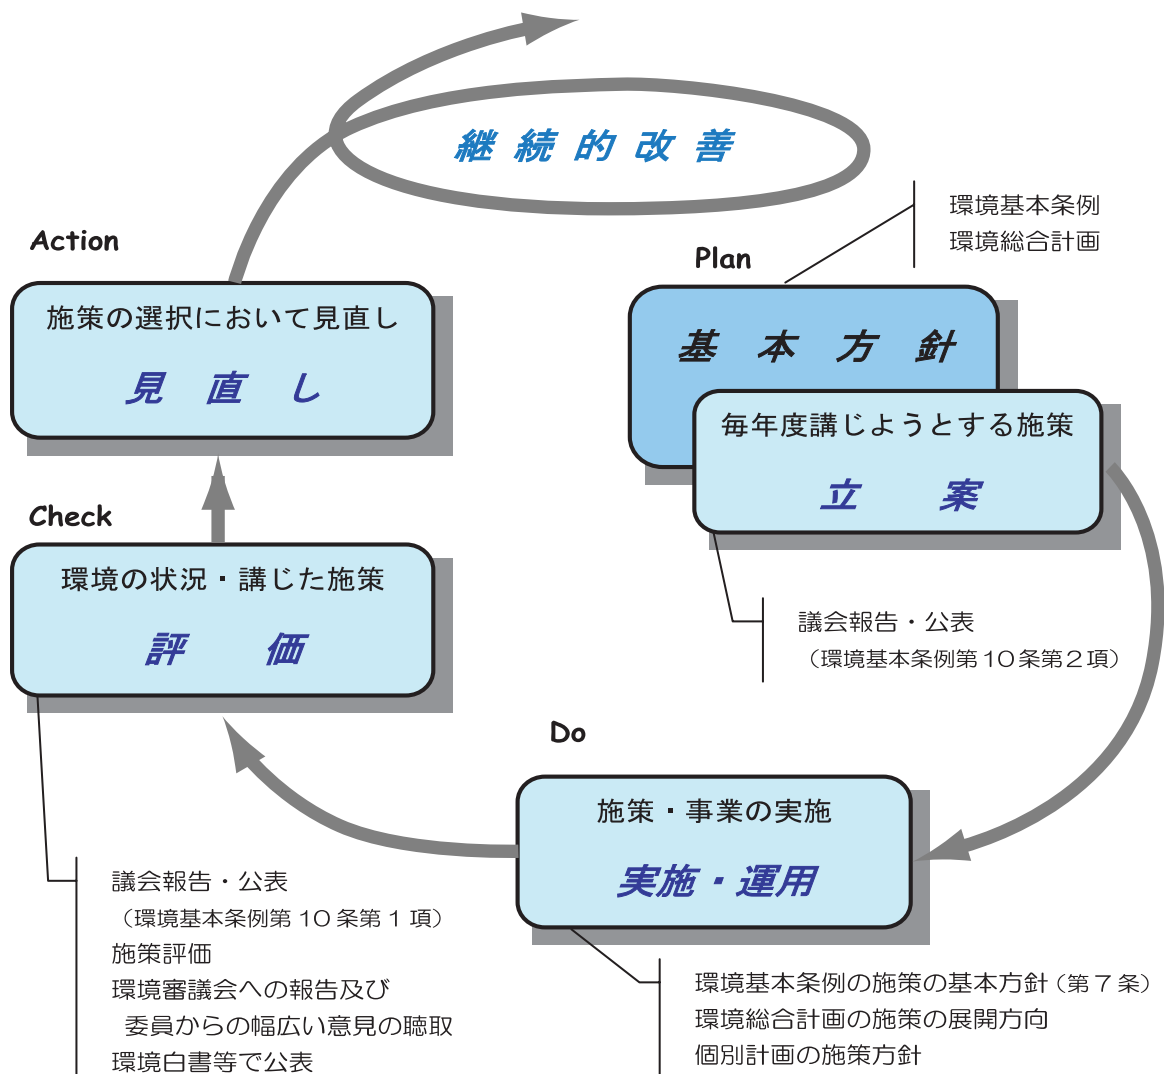 継続的改善
Action
施策の選択において見直し
見直し
Plan
環境基本条例
環境総合計画
基本方針
毎年度講じようとする施策
立案
議会報告・公表
（環境基本条例第10条第2項）
Check
環境の状況・講じた施策
評価
議会報告・公表
（環境基本条例第10条第1項）
施策評価
環境審議会への報告及び
委員からの幅広い意見の聴取
環境白書等で公表
Do
施策・事業の実施
実施・運用
環境基本条例の施策の基本方針（第7条）
環境総合計画の施策の展開方向
個別計画の施策方針